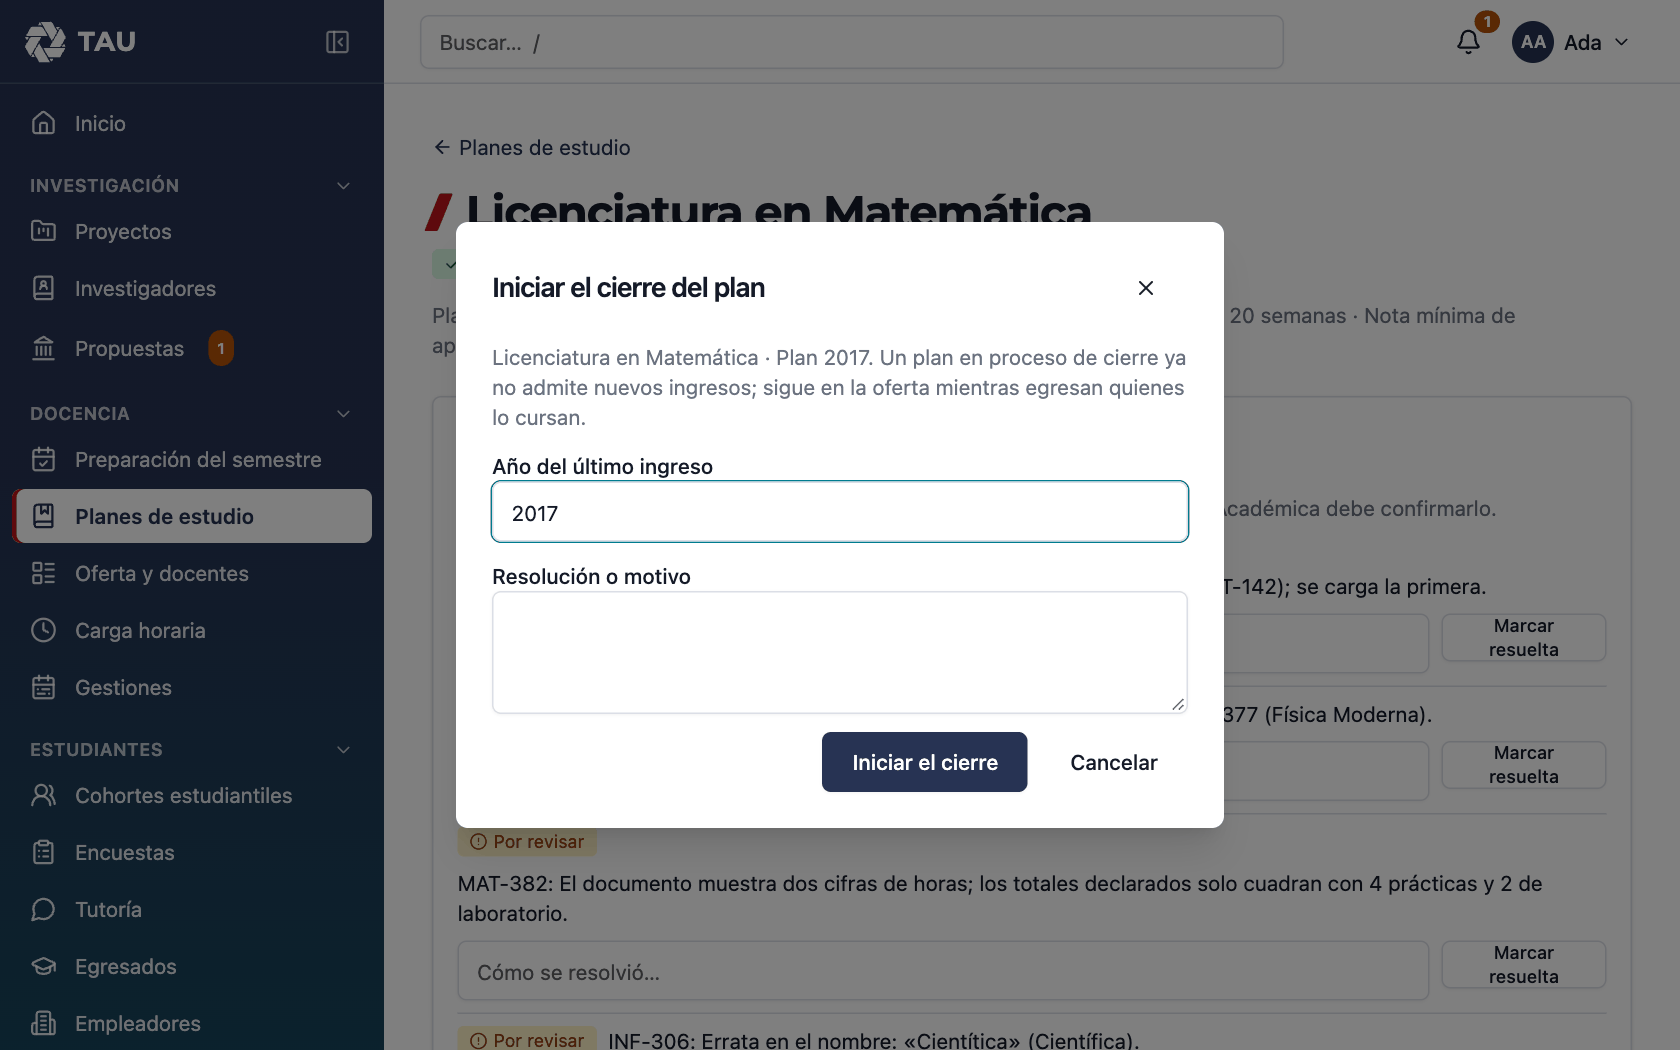 TAU
Buscar... /
1
AA
Ada
Inicio
INVESTIGACIÓN
Proyectos
Investigadores
Propuestas
1
DOCENCIA
Preparación del semestre
Planes de estudio
Oferta y docentes
Carga horaria
Gestiones
ESTUDIANTES
Cohortes estudiantiles
Encuestas
Tutoría
Egresados
Empleadores
← Planes de estudio
Licenciatura en Matemática
20 semanas · Nota mínima de
Iniciar el cierre del plan
Licenciatura en Matemática · Plan 2017. Un plan en proceso de cierre ya
no admite nuevos ingresos; sigue en la oferta mientras egresan quienes
lo cursan.
Año del último ingreso
2017
Resolución o motivo
Iniciar el cierre
Cancelar
Académica debe confirmarlo.
T-142); se carga la primera.
Marcar
resuelta
377 (Física Moderna).
Marcar
resuelta
Por revisar
MAT-382: El documento muestra dos cifras de horas; los totales declarados solo cuadran con 4 prácticas y 2 de
laboratorio.
Cómo se resolvió...
Marcar
resuelta
Por revisar
INF-306: Errata en el nombre: «Cientítica» (Científica).